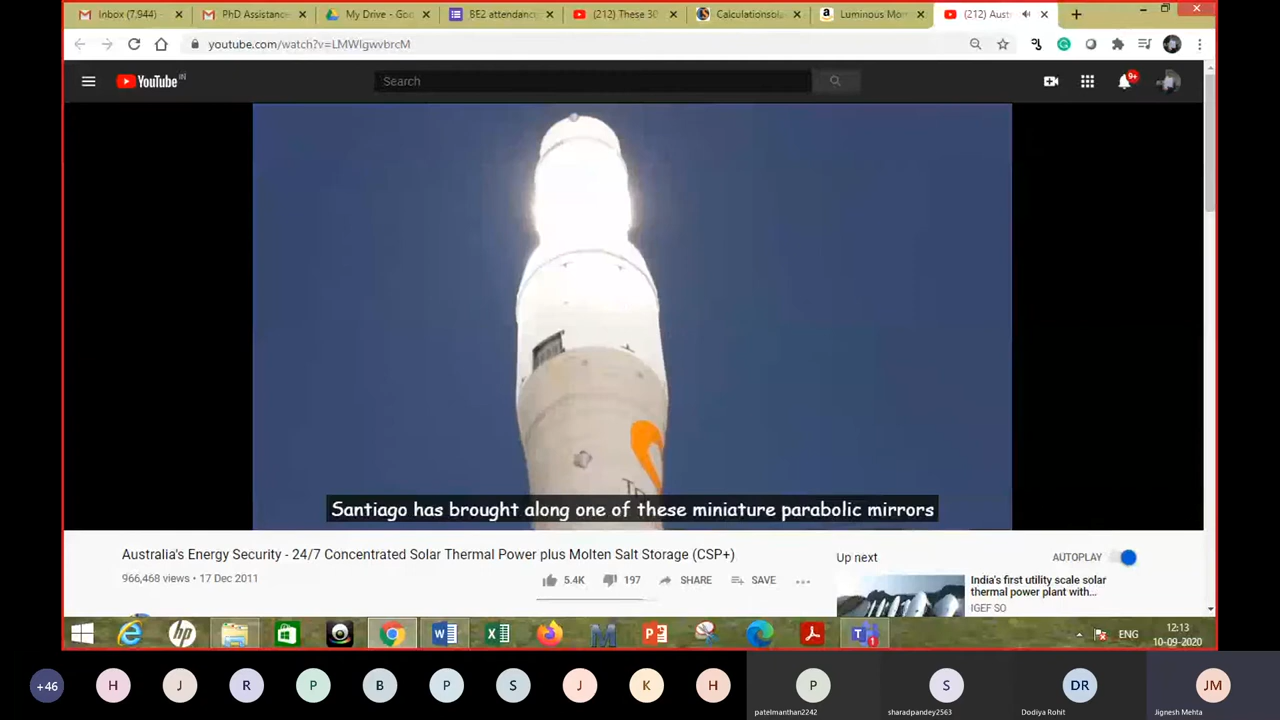 Inbox (7,944)
PhD Assistance
My Drive - Goo
BE2 attendanc
(212) These 30
Calculationsolu
Luminous Mon
(212) Aust
youtube.com/watch?v=LMWIgwvbrcM
YouTube IN
Search
9+
Santiago has brought along one of these miniature parabolic mirrors
Australia's Energy Security - 24/7 Concentrated Solar Thermal Power plus Molten Salt Storage (CSP+)
966,468 views • 17 Dec 2011
5.4K
197
SHARE
SAVE
Up next
AUTOPLAY
India's first utility scale solar
thermal power plant with...
IGEF SO
ENG
12:13
10-09-2020
+46
H
J
R
P
B
P
S
J
K
H
P
patelmanthan2242
S
sharadpandey2563
DR
Dodiya Rohit
JM
Jignesh Mehta